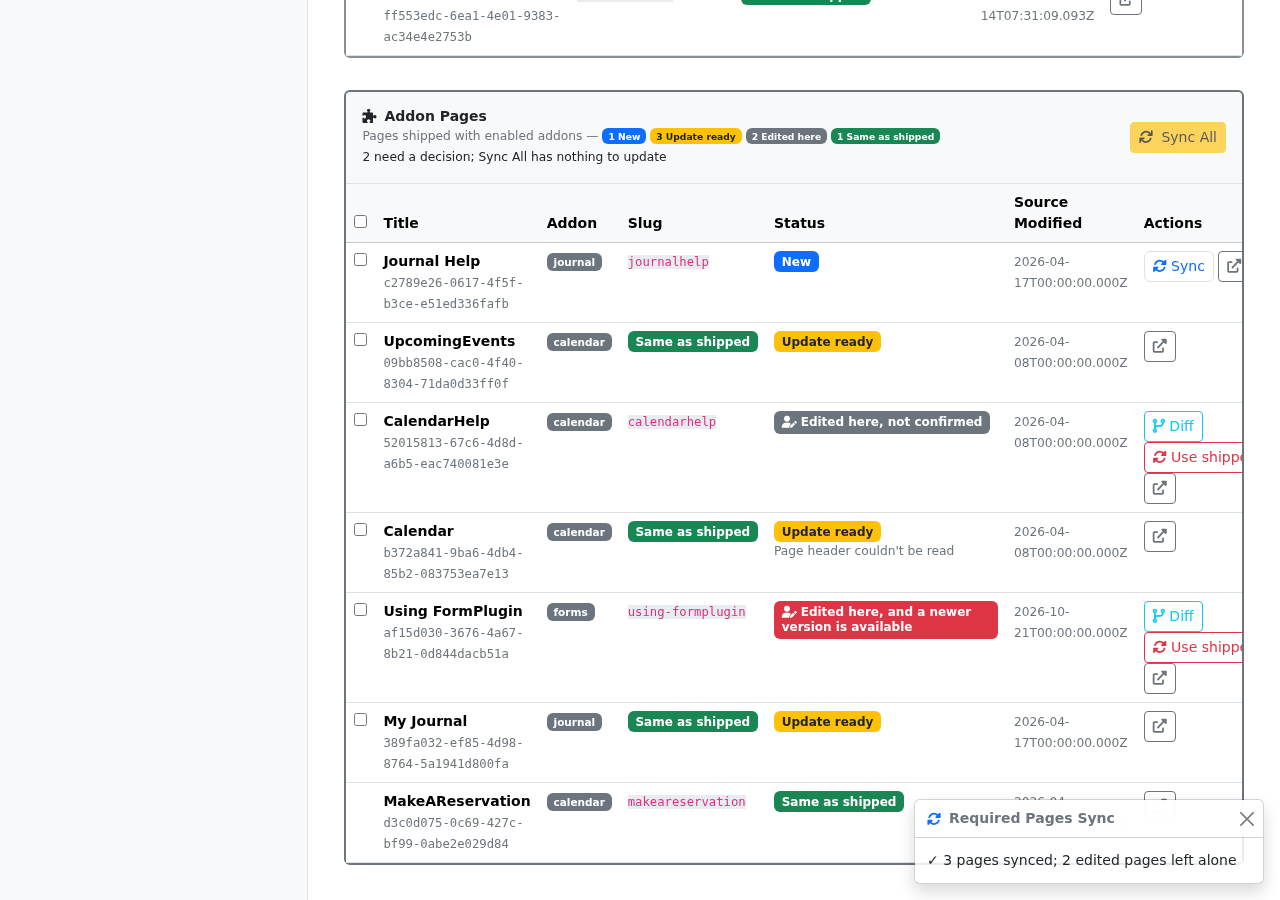 ff553edc-6ea1-4e01-9383-
ac34e4e2753b
14T07:31:09.093Z
Addon Pages
Pages shipped with enabled addons — 1 New 3 Update ready 2 Edited here 1 Same as shipped
2 need a decision; Sync All has nothing to update
Sync All
Title Addon Slug Status Source Modified Actions
Journal Help journal journalhelp New 2026-04- Sync
c2789e26-0617-4f5f- 17T00:00:00.000Z
b3ce-e51ed336fafb
UpcomingEvents calendar Same as shipped Update ready 2026-04-
09bb8508-cac0-4f40- 08T00:00:00.000Z
8304-71da0d33ff0f
CalendarHelp calendar calendarhelp Edited here, not confirmed 2026-04- Diff
52015813-67c6-4d8d- 08T00:00:00.000Z Use shippe
a6b5-eac740081e3e
Calendar calendar Same as shipped Update ready 2026-04-
b372a841-9ba6-4db4- Page header couldn't be read 08T00:00:00.000Z
85b2-083753ea7e13
Using FormPlugin forms using-formplugin Edited here, and a newer 2026-10- Diff
af15d030-3676-4a67- version is available 21T00:00:00.000Z Use shippe
8b21-0d844dacb51a
My Journal journal Same as shipped Update ready 2026-04-
389fa032-ef85-4d98- 17T00:00:00.000Z
8764-5a1941d800fa
MakeAReservation calendar makeareservation Same as shipped
d3c0d075-0c69-427c-
bf99-0abe2e029d84
Required Pages Sync
✓ 3 pages synced; 2 edited pages left alone